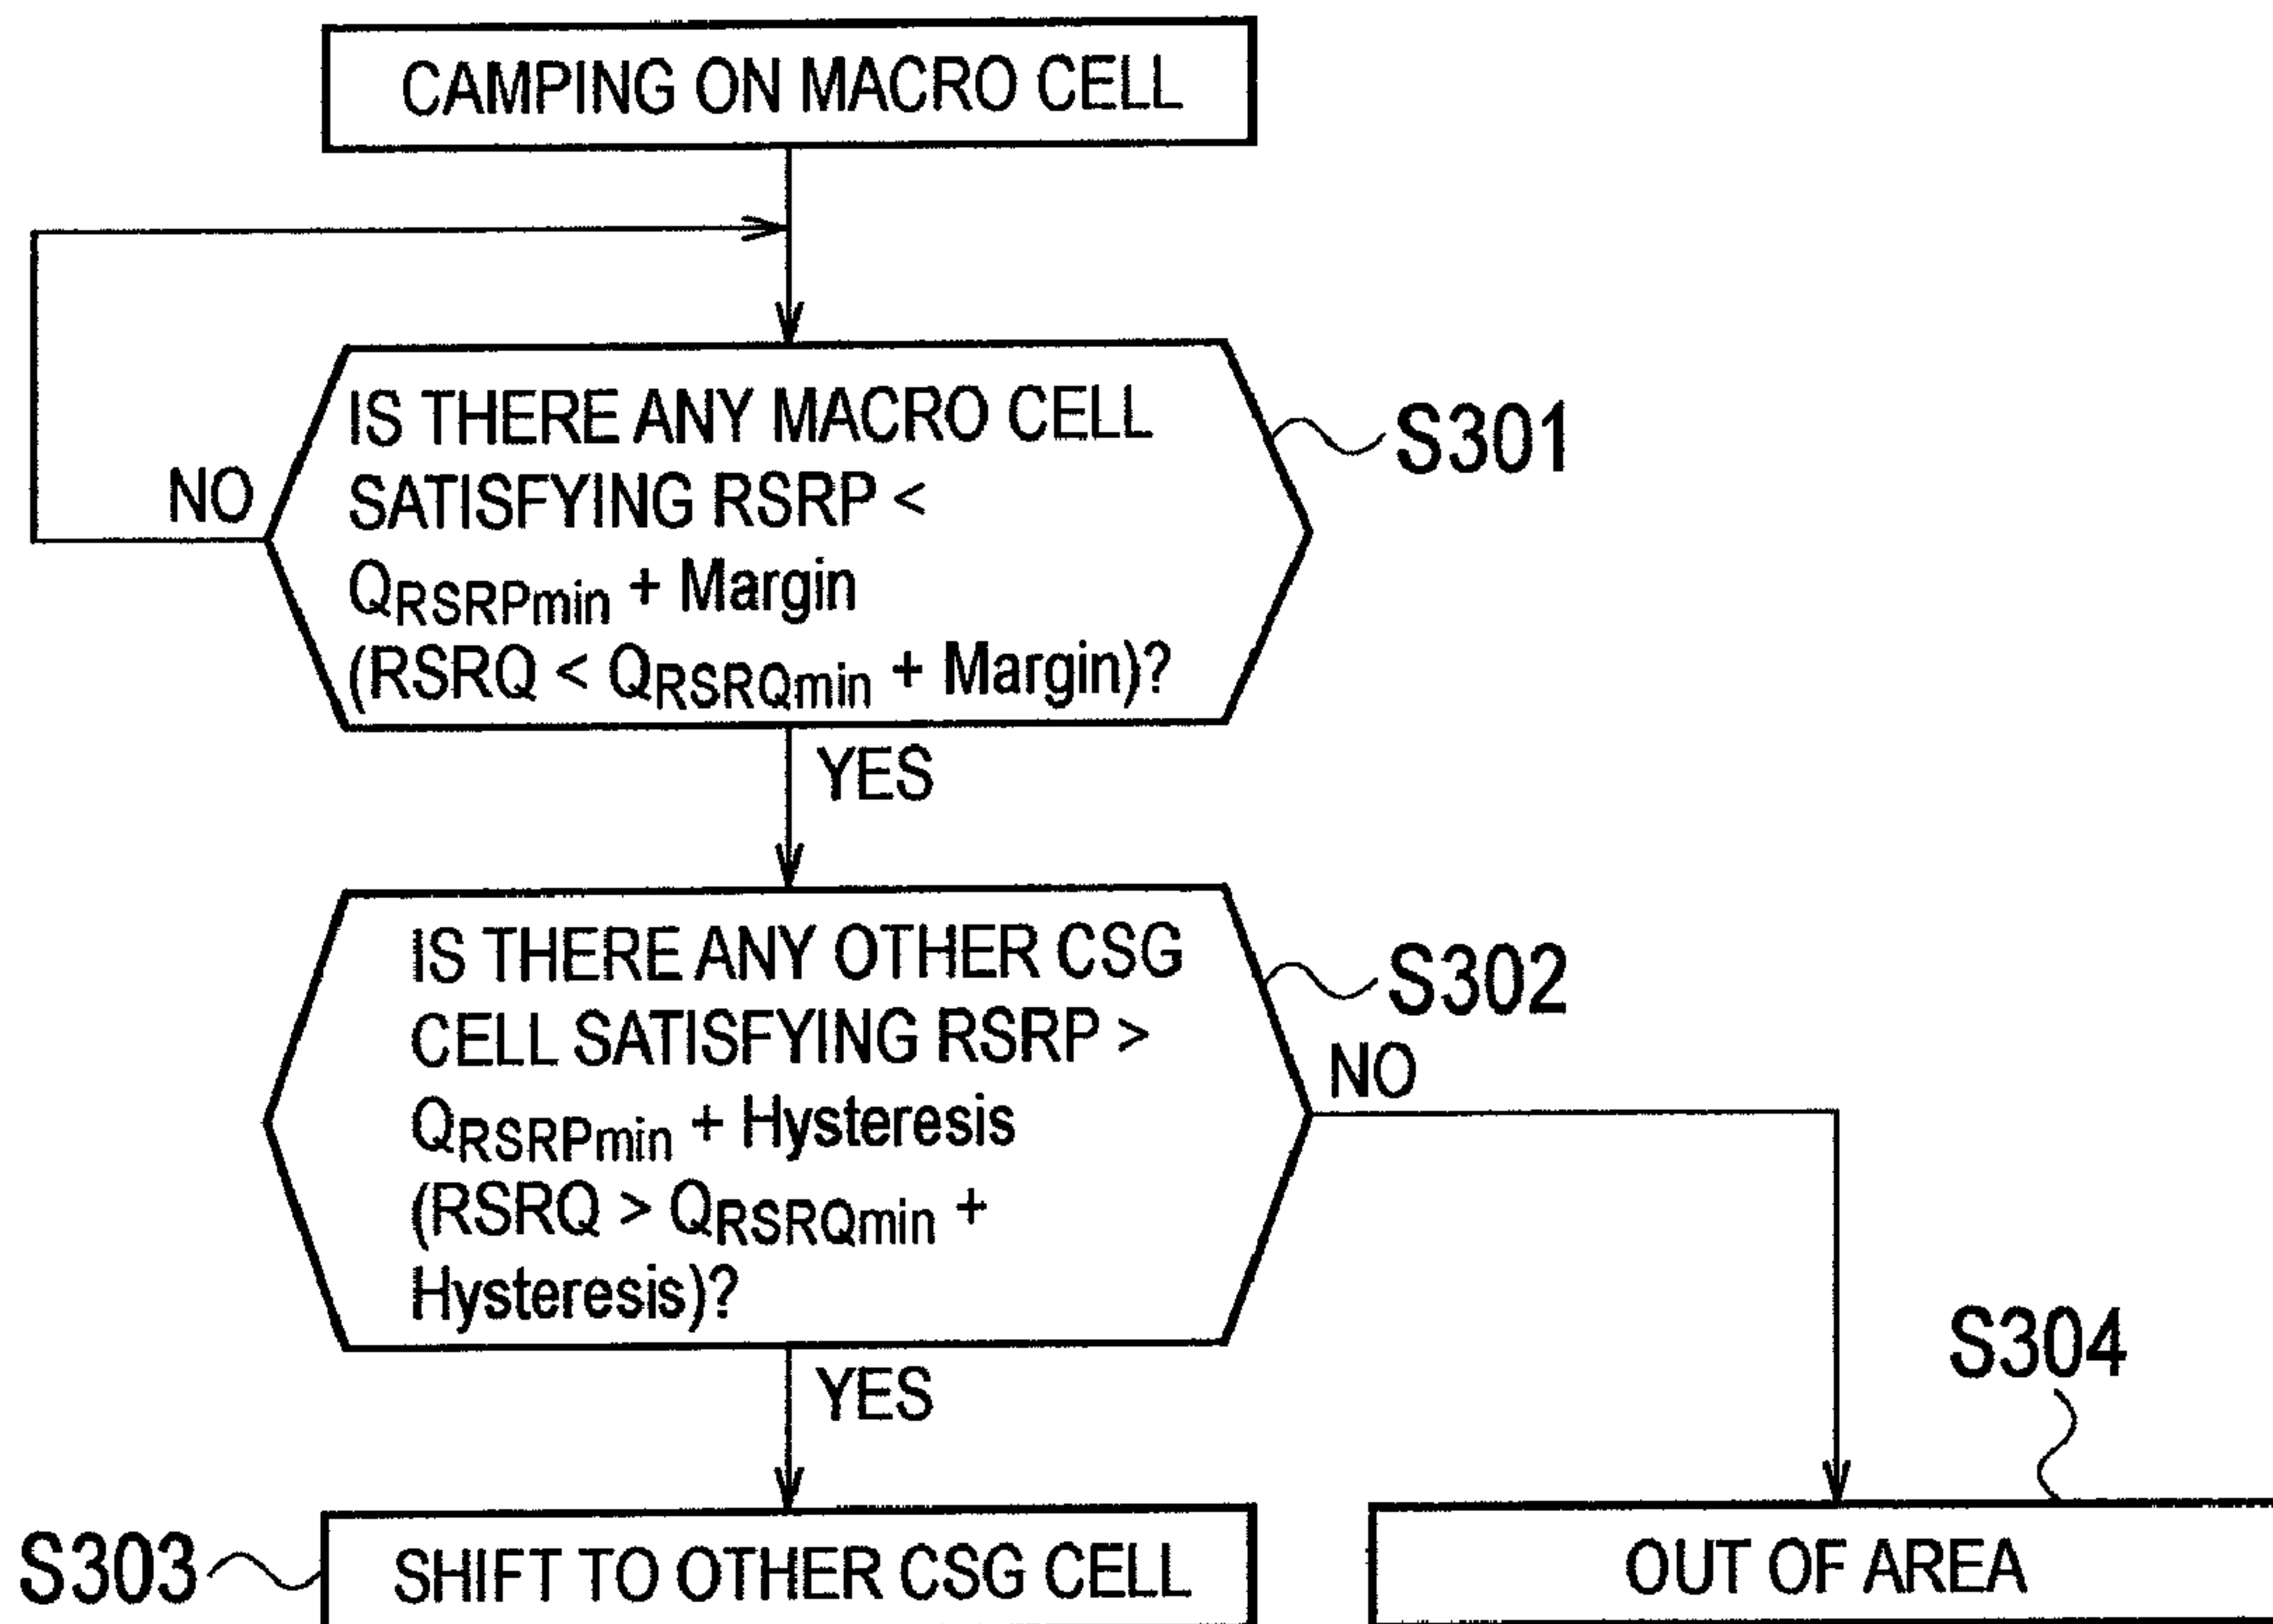 CAMPING ON MACRO CELL
IS THERE ANY MACRO CELL
SATISFYING RSRP <
QRSRPmin + Margin
(RSRQ < QRSRQmin + Margin)?
S301
NO
YES
IS THERE ANY OTHER CSG
CELL SATISFYING RSRP >
QRSRPmin + Hysteresis
(RSRQ > QRSRQmin +
Hysteresis)?
S302
NO
YES
S304
S303
SHIFT TO OTHER CSG CELL
OUT OF AREA